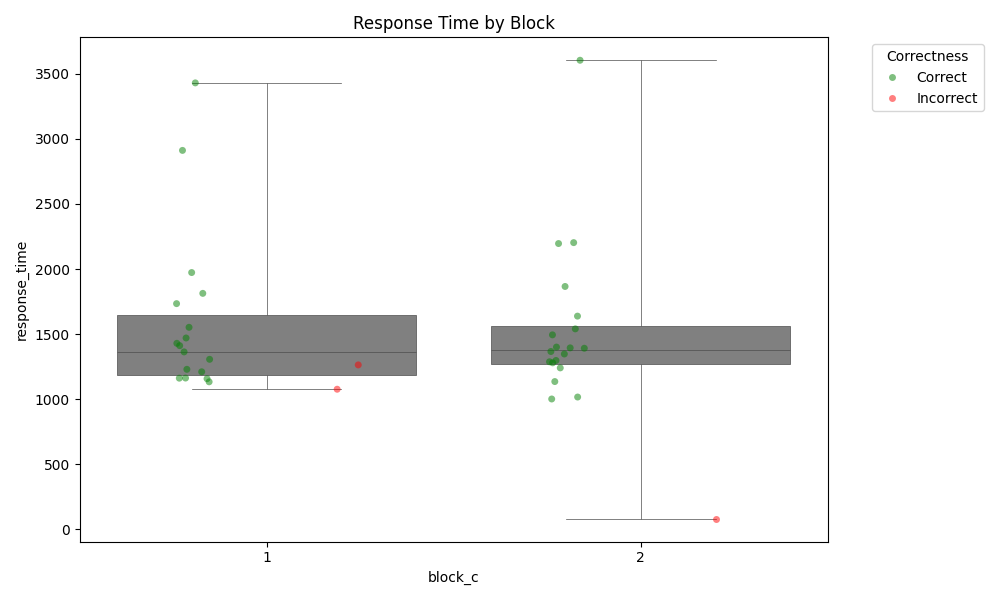 Response Time by Block
Correctness
Correct
Incorrect
response_time
3500
3000
2500
2000
1500
1000
500
0
1
2
block_c